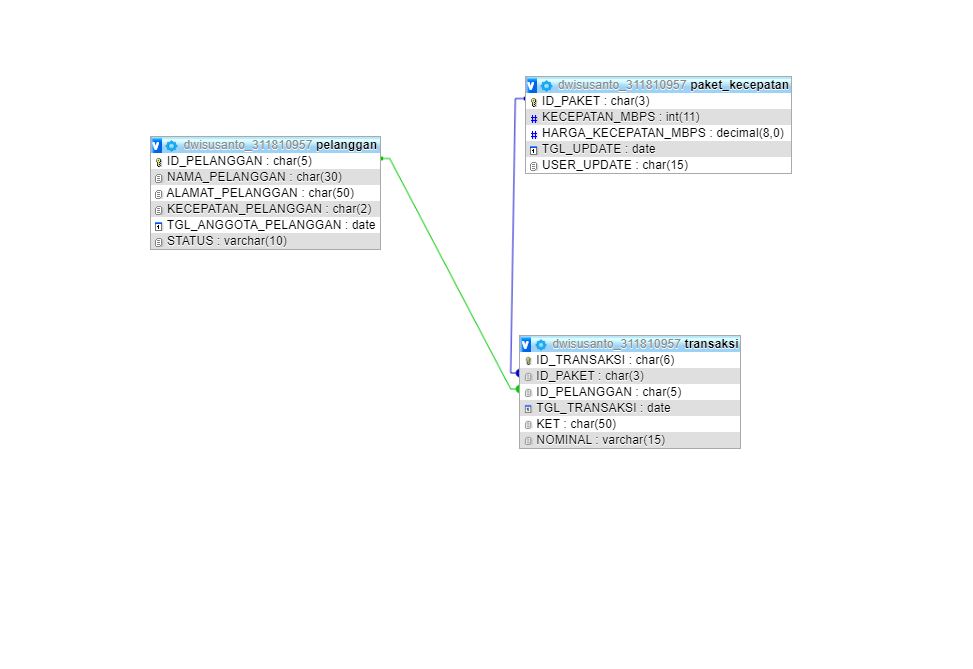 dwisusanto_311810957 pelanggan
ID_PELANGGAN : char(5)
NAMA_PELANGGAN : char(30)
ALAMAT_PELANGGAN : char(50)
KECEPATAN_PELANGGAN : char(2)
TGL_ANGGOTA_PELANGGAN : date
STATUS : varchar(10)
dwisusanto_311810957 paket_kecepatan
ID_PAKET : char(3)
# KECEPATAN_MBPS : int(11)
# HARGA_KECEPATAN_MBPS : decimal(8,0)
TGL_UPDATE : date
USER_UPDATE : char(15)
dwisusanto_311810957 transaksi
ID_TRANSAKSI : char(6)
ID_PAKET : char(3)
ID_PELANGGAN : char(5)
TGL_TRANSAKSI : date
KET : char(50)
NOMINAL : varchar(15)